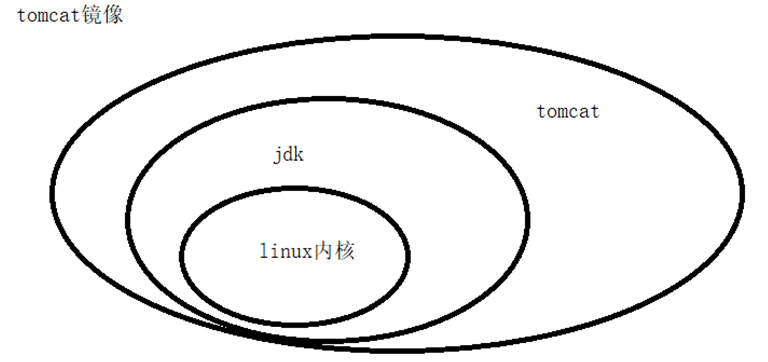 tomcat镜像
tomcat
jdk
linux内核